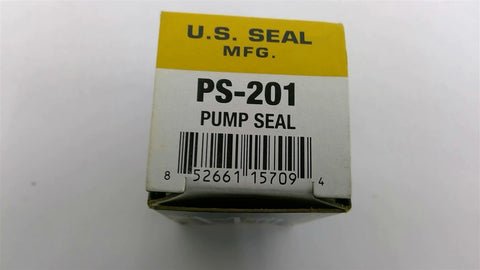 U.S. SEAL
MFG.
PS-201
PUMP SEAL
8 52661 15709 4